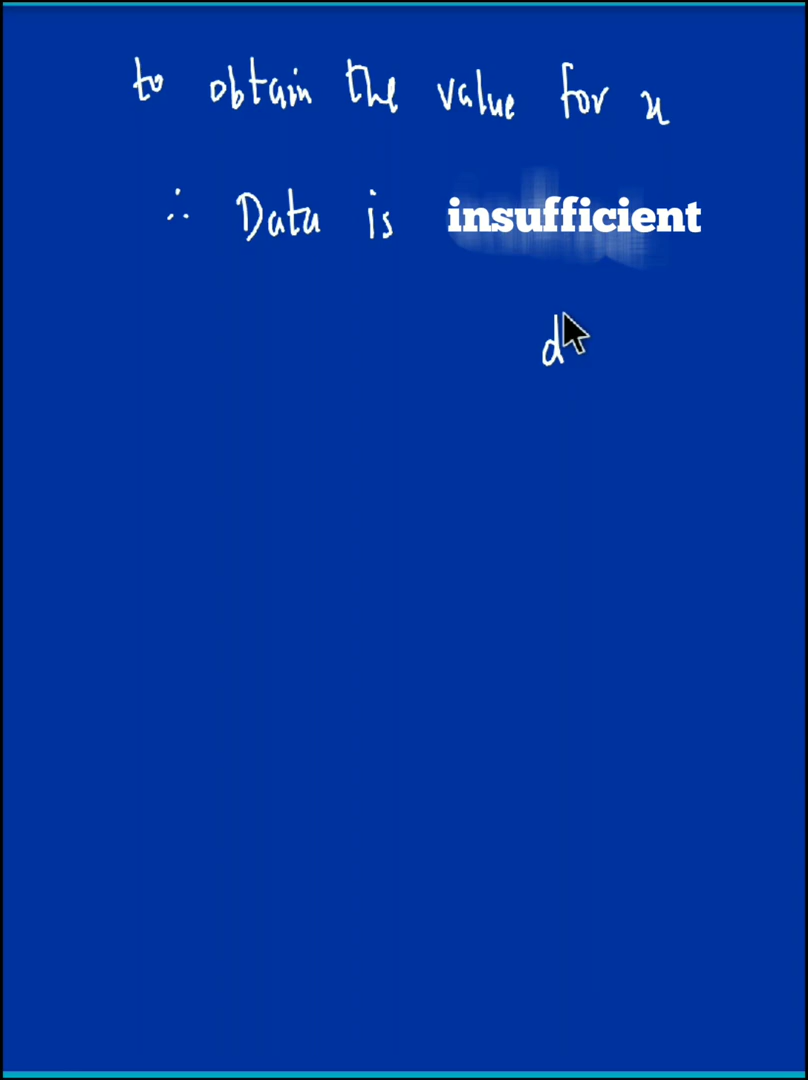 to obtain the value for x
∴ Data is insufficient
d